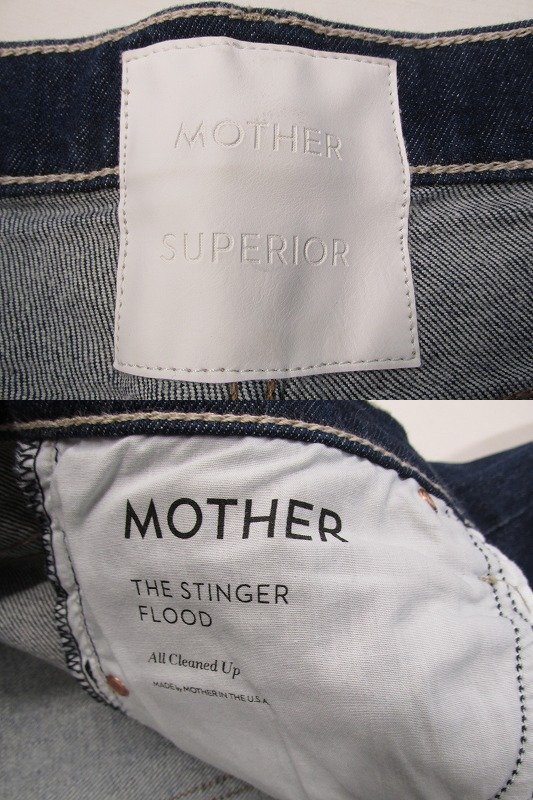 MOTHER
SUPERIOR
MOTHER
THE STINGER
FLOOD
All Cleaned Up
MADE by MOTHER IN THE U.S.A.